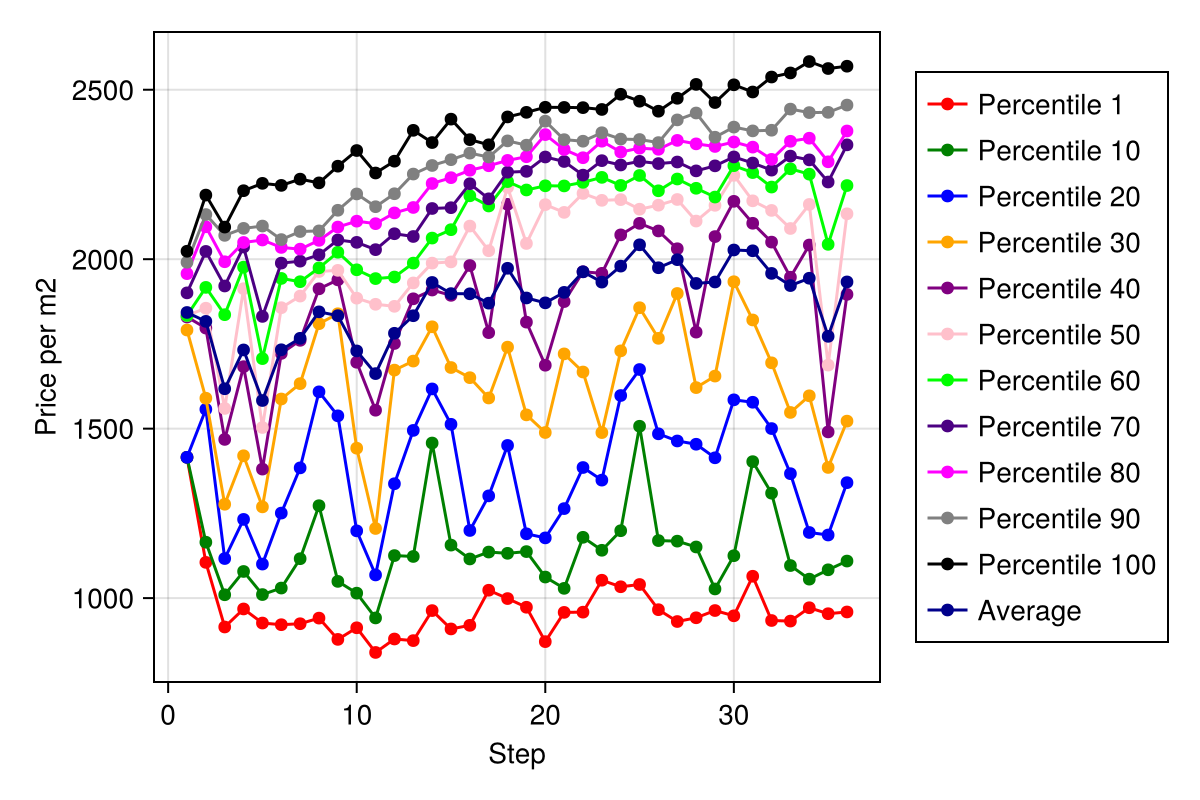 2500
2000
1500
1000
Price per m2
0 10 20 30
Step
Percentile 1
Percentile 10
Percentile 20
Percentile 30
Percentile 40
Percentile 50
Percentile 60
Percentile 70
Percentile 80
Percentile 90
Percentile 100
Average